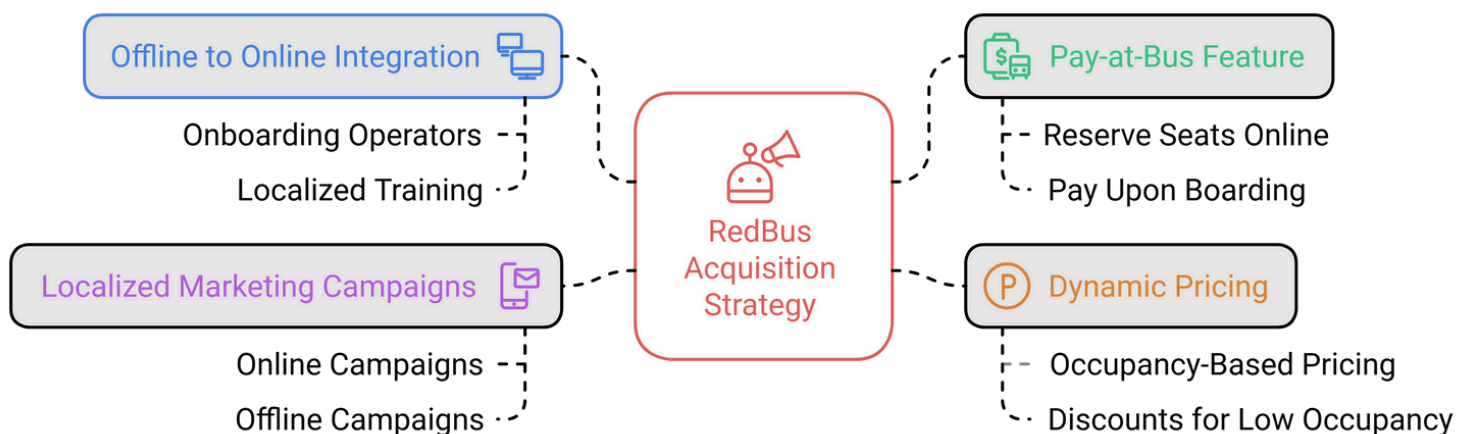 Offline to Online Integration
Onboarding Operators
Localized Training
Localized Marketing Campaigns
Online Campaigns
Offline Campaigns
RedBus
Acquisition
Strategy
$
Pay-at-Bus Feature
Reserve Seats Online
Pay Upon Boarding
P
Dynamic Pricing
Occupancy-Based Pricing
Discounts for Low Occupancy